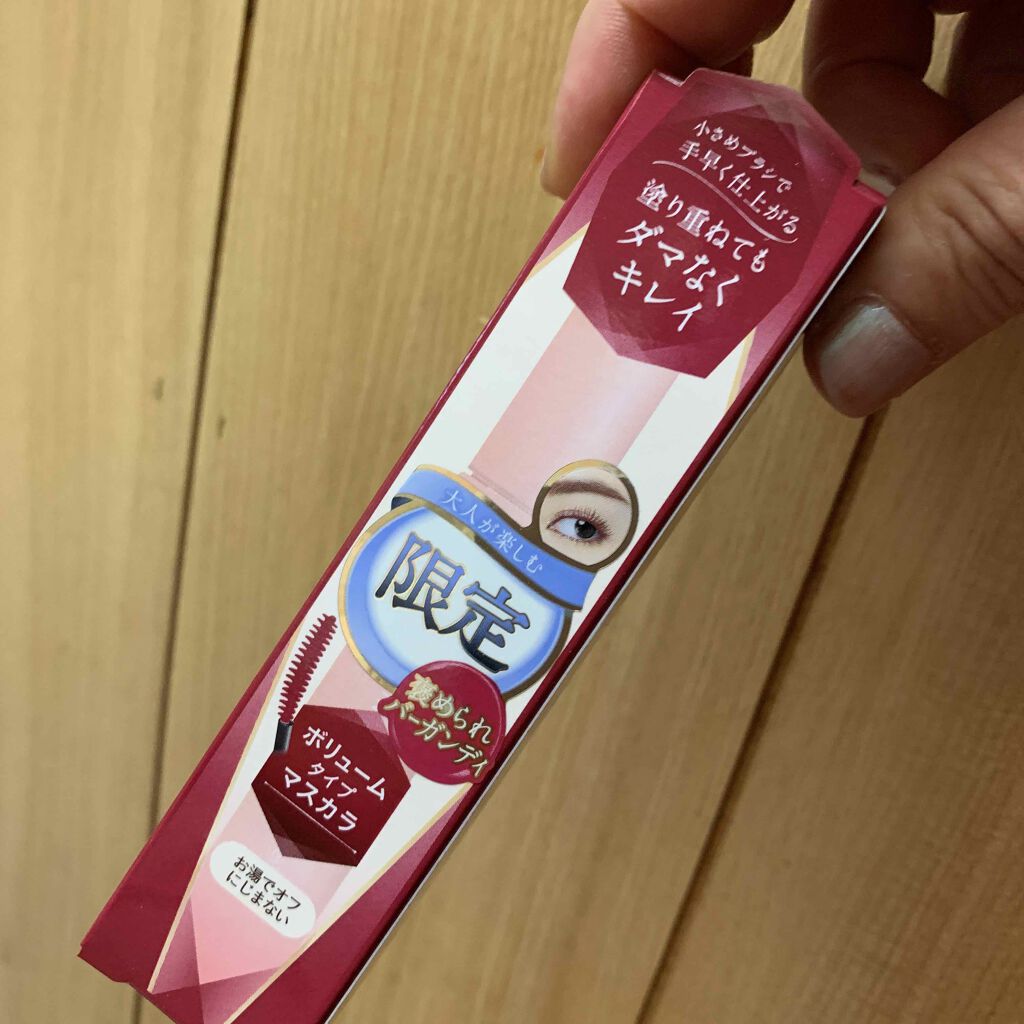 小さめブラシで
手早く仕上がる
塗り重ねても
ダマなく
キレイ
大人が楽しむ
限定
褒められ
バーガンディ
ボリューム
タイプ
マスカラ
お湯でオフ
にじまない